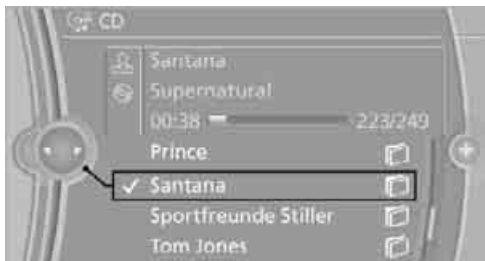 CD
Santana
Supernatural
00:38 223/249
Prince
Santana
Sportfreunde Stiller
Tom Jones